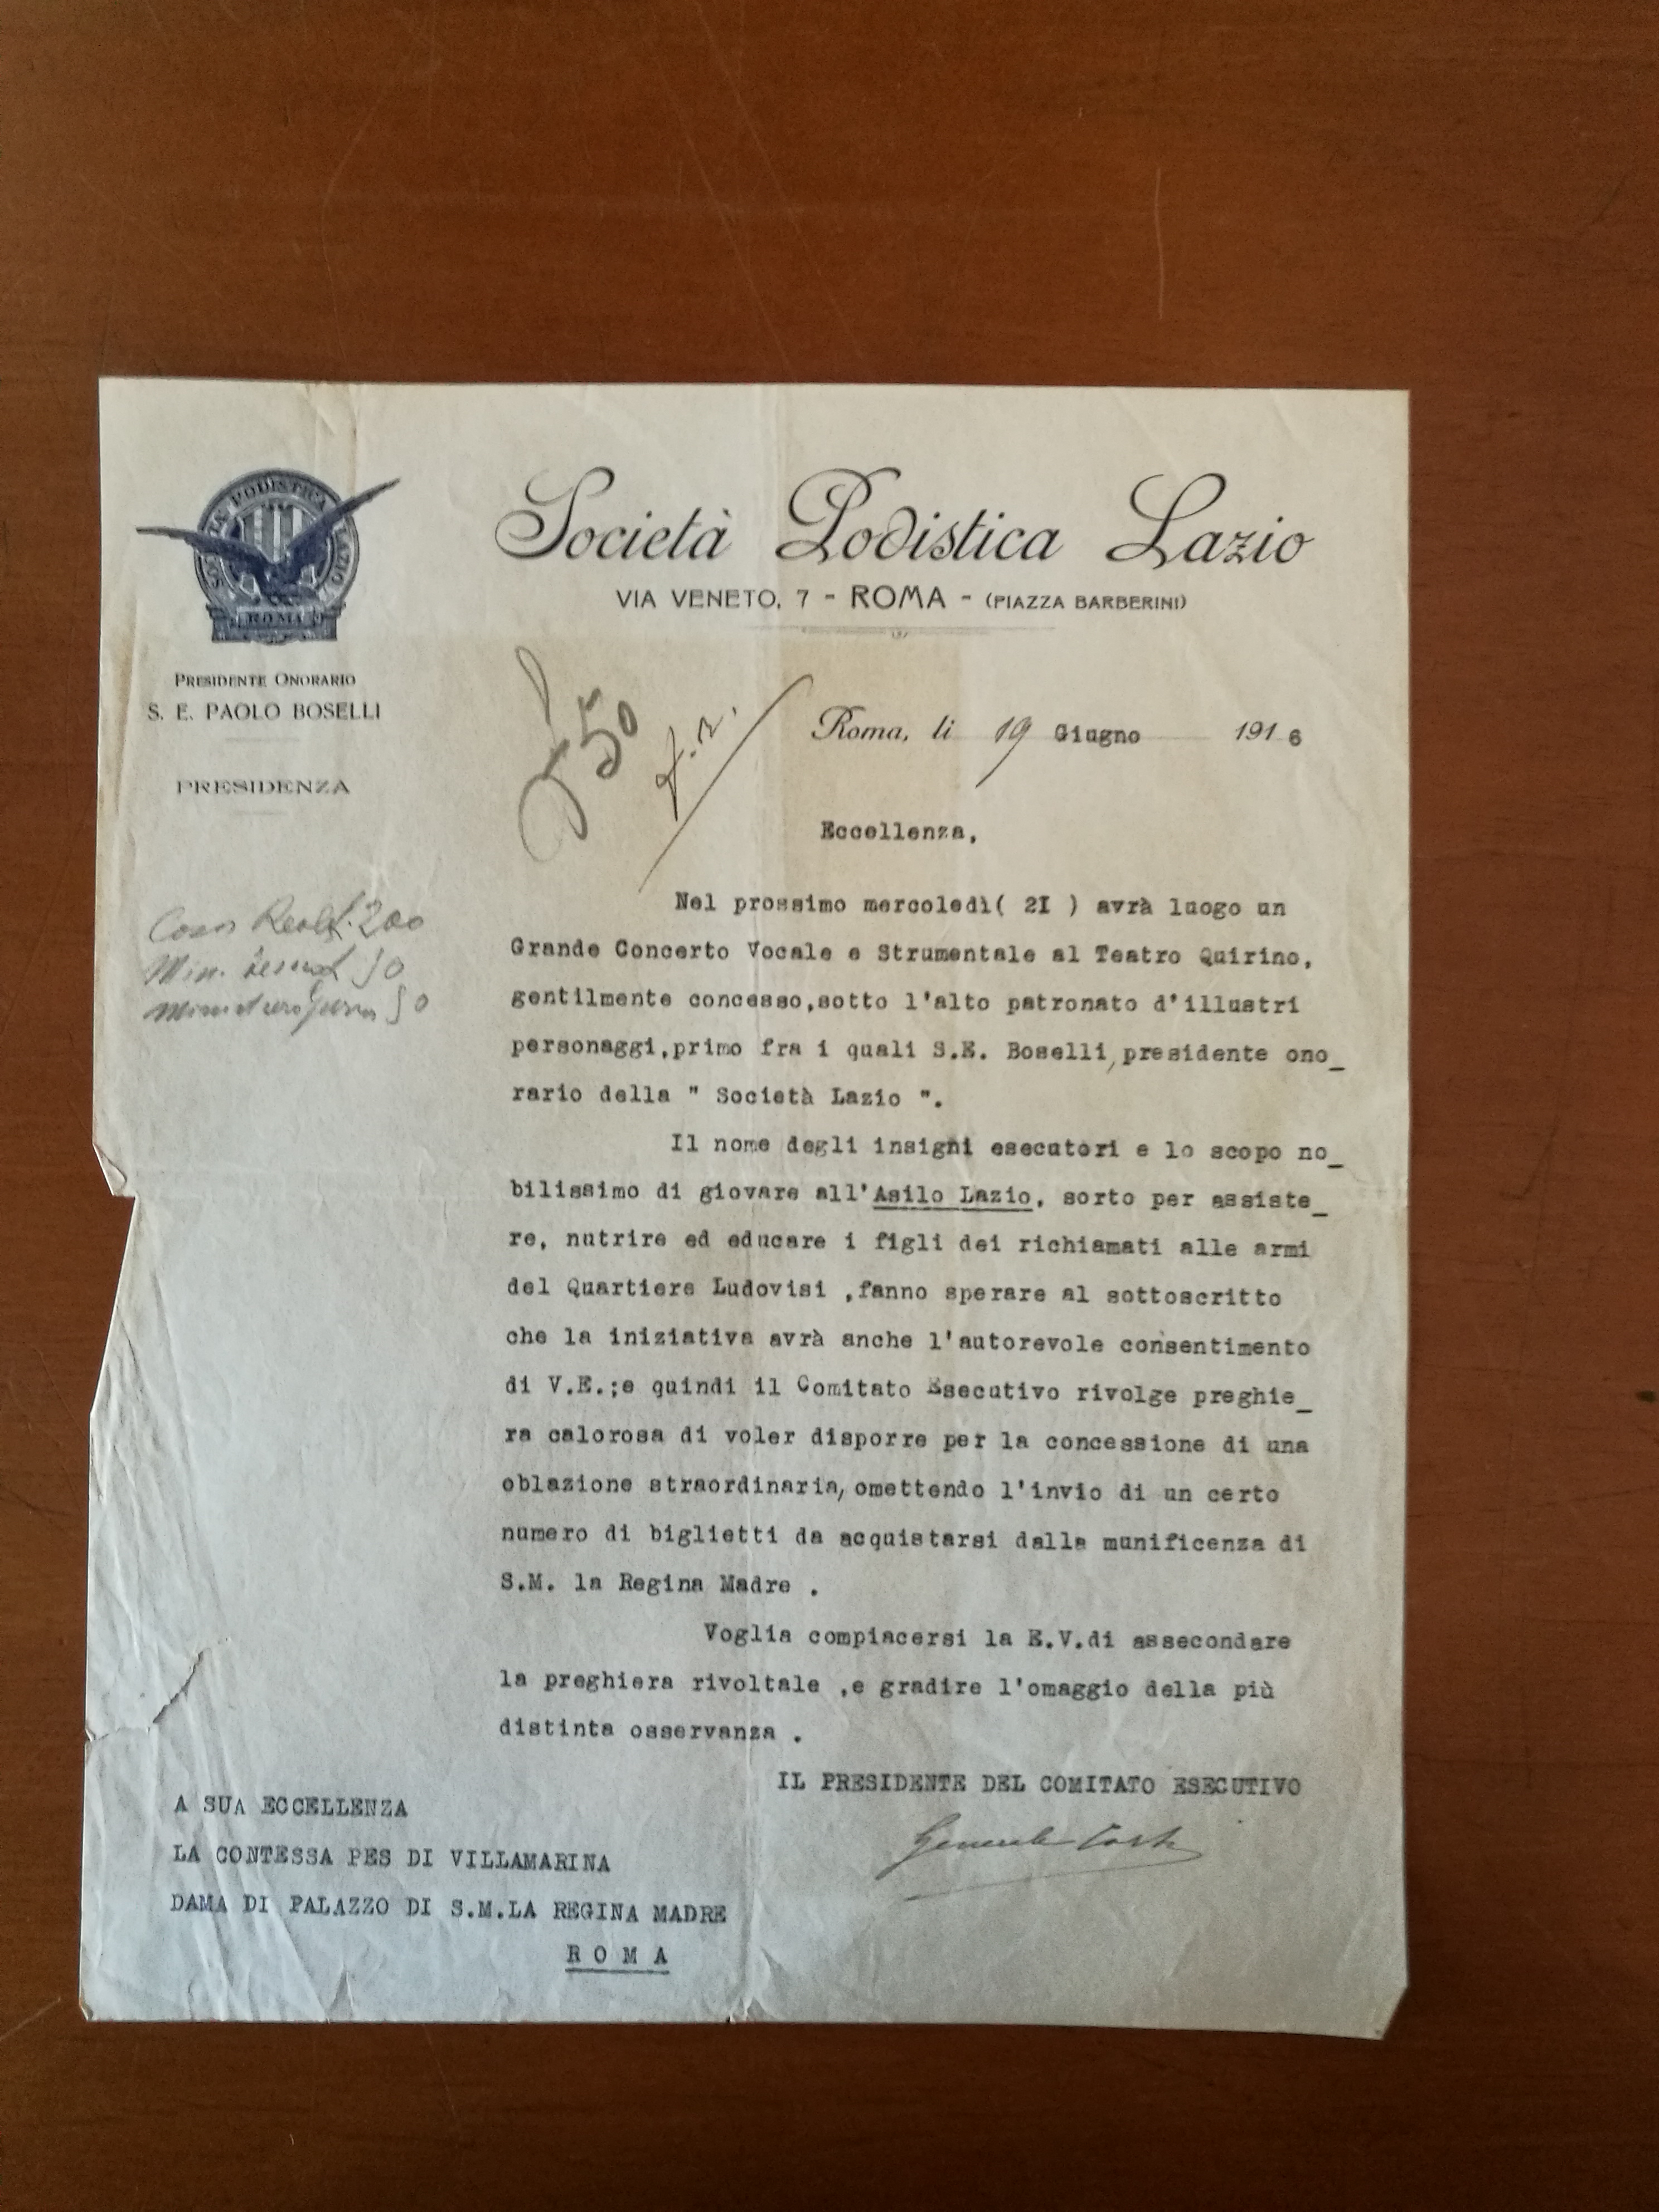 SOCIETÀ PODISTICA LAZIO
ROMA
Società Podistica Lazio
VIA VENETO, 7 - ROMA - (PIAZZA BARBERINI)
PRESIDENTE ONORARIO
S. E. PAOLO BOSELLI
PRESIDENZA
50
Roma, li 19 Giugno 1916
Eccellenza,
200
Min.
50
Nel prossimo mercoledì( 2I ) avrà luogo un
Grande Concerto Vocale e Strumentale al Teatro Quirino,
gentilmente concesso,sotto l'alto patronato d'illustri
personaggi,primo fra i quali S.E. Boselli,presidente ono_
rario della " Società Lazio ".
Il nome degli insigni esecutori e lo scopo no_
bilissimo di giovare all'Asilo Lazio, sorto per assiste_
re, nutrire ed educare i figli dei richiamati alle armi
del Quartiere Ludovisi ,fanno sperare al sottoscritto
che la iniziativa avrà anche l'autorevole consentimento
di V.E.;e quindi il Comitato Esecutivo rivolge preghie_
ra calorosa di voler disporre per la concessione di una
oblazione straordinaria,omettendo l'invio di un certo
numero di biglietti da acquistarsi dalla munificenza di
S.M. la Regina Madre .
Voglia compiacersi la E.V.di assecondare
la preghiera rivoltale ,e gradire l'omaggio della più
distinta osservanza .
IL PRESIDENTE DEL COMITATO ESECUTIVO
A SUA ECCELLENZA
LA CONTESSA PES DI VILLAMARINA
DAMA DI PALAZZO DI S.M.LA REGINA MADRE
R O M A